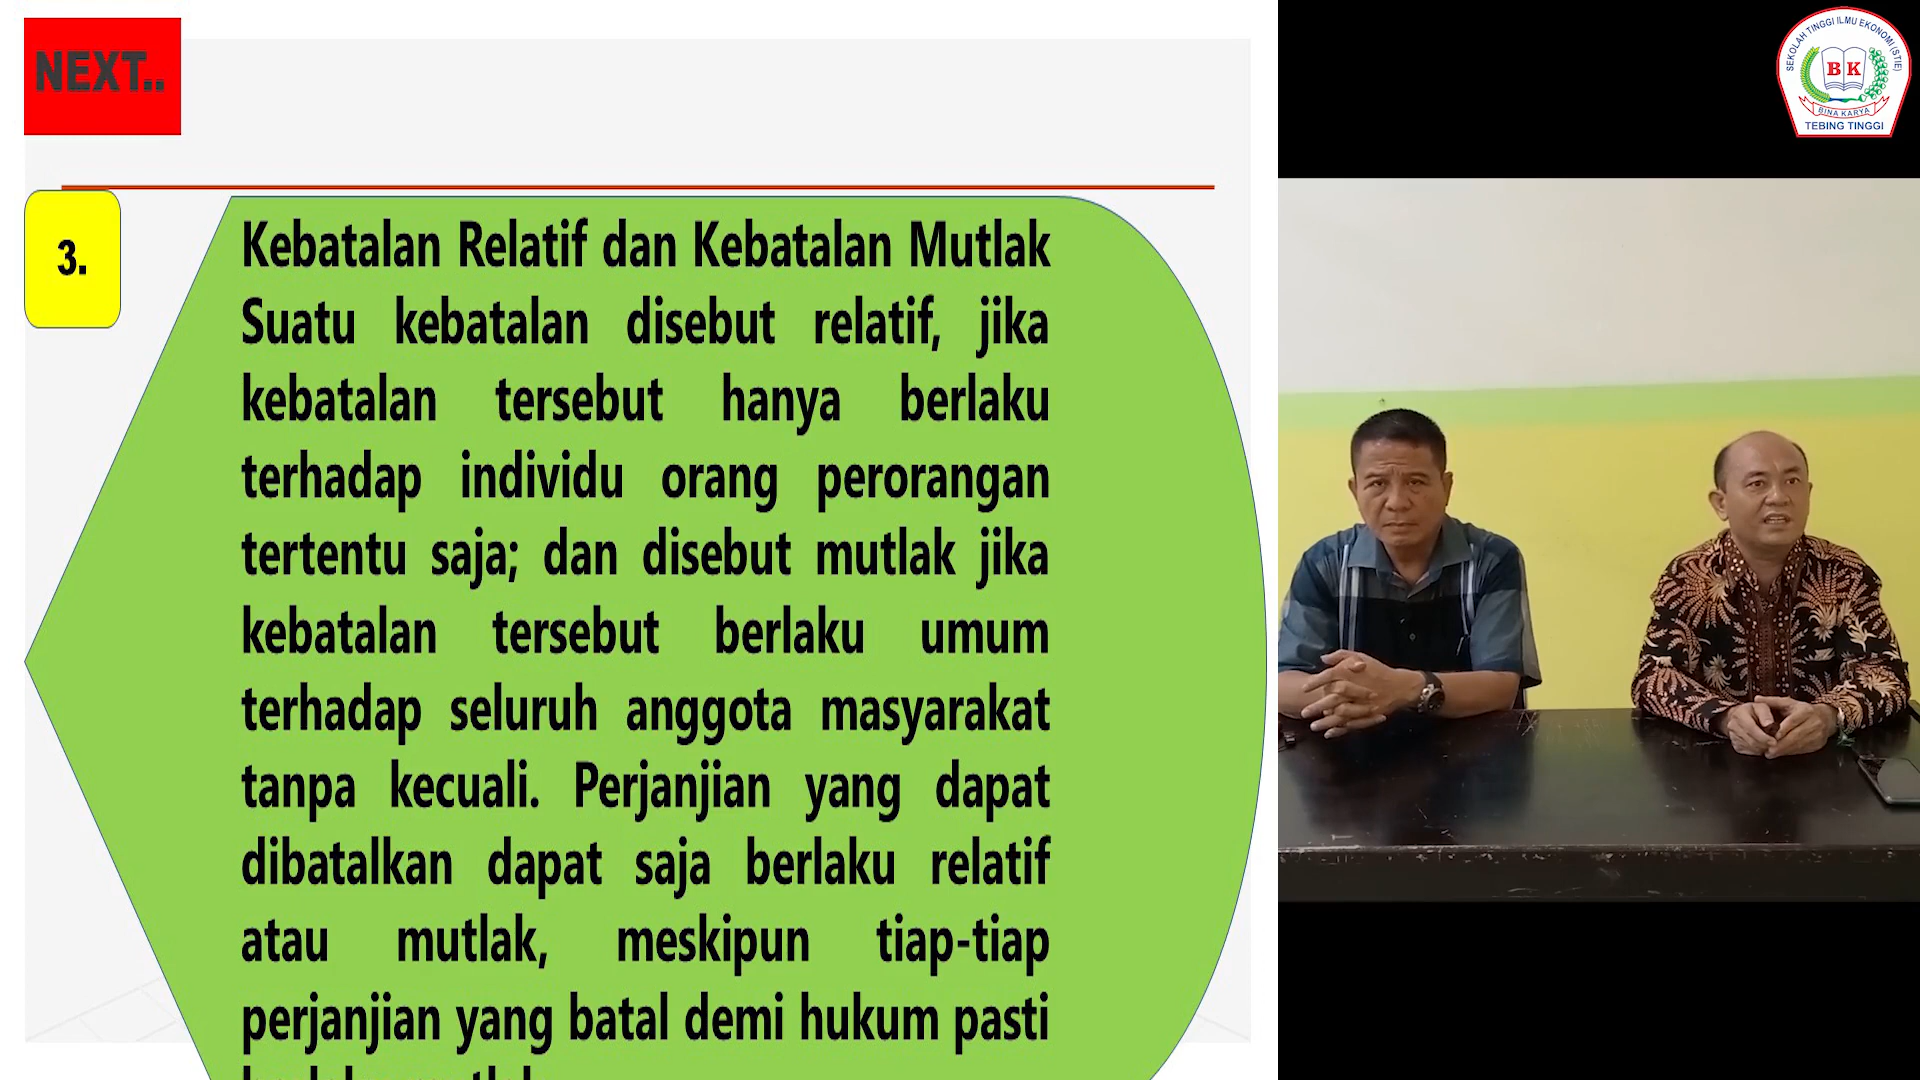 NEXT..
3.
Kebatalan Relatif dan Kebatalan Mutlak
Suatu kebatalan disebut relatif, jika
kebatalan tersebut hanya berlaku
terhadap individu orang perorangan
tertentu saja; dan disebut mutlak jika
kebatalan tersebut berlaku umum
terhadap seluruh anggota masyarakat
tanpa kecuali. Perjanjian yang dapat
dibatalkan dapat saja berlaku relatif
atau mutlak, meskipun tiap-tiap
perjanjian yang batal demi hukum pasti
SEKOLAH TINGGI ILMU EKONOMI (STIE)
B K
BINA KARYA
TEBING TINGGI